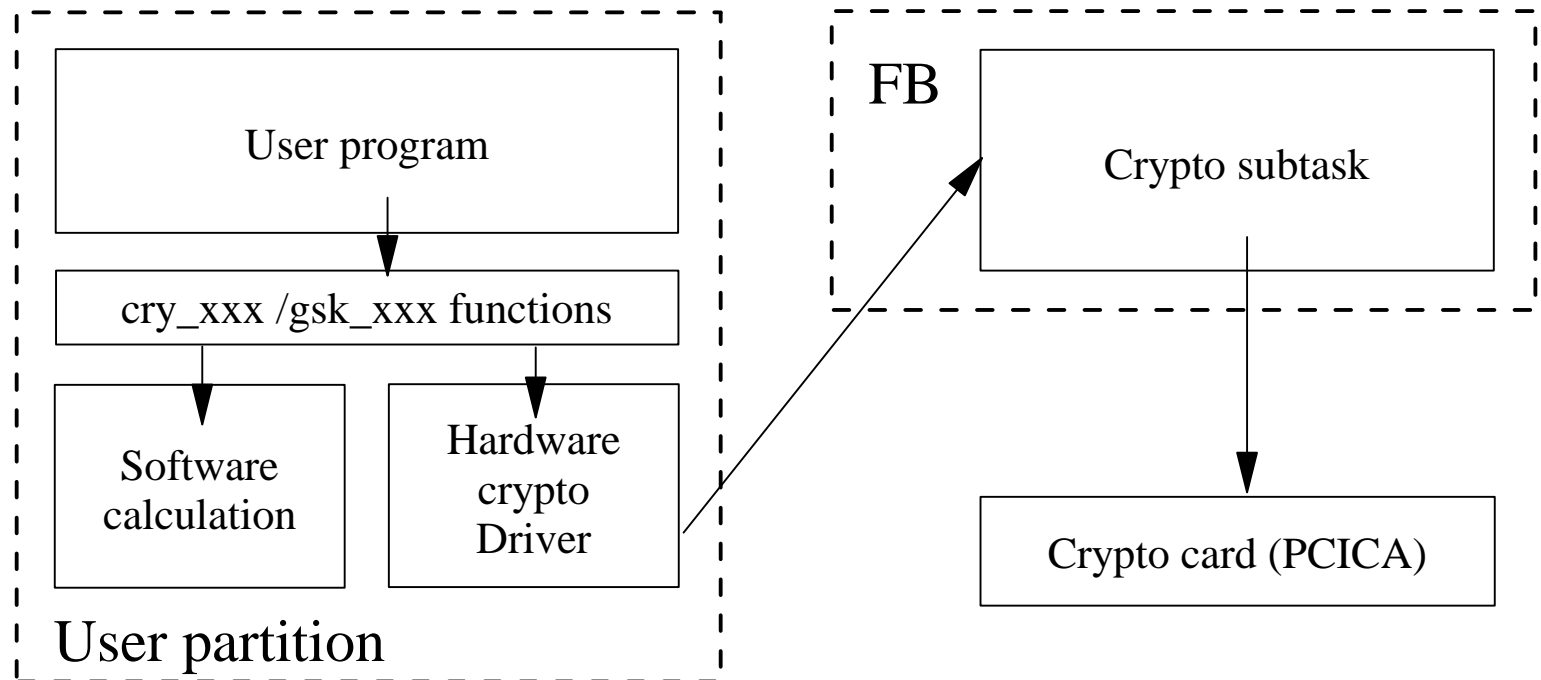 User program
cry_xxx /gsk_xxx functions
Software
calculation
Hardware
crypto
Driver
User partition
FB
Crypto subtask
Crypto card (PCICA)